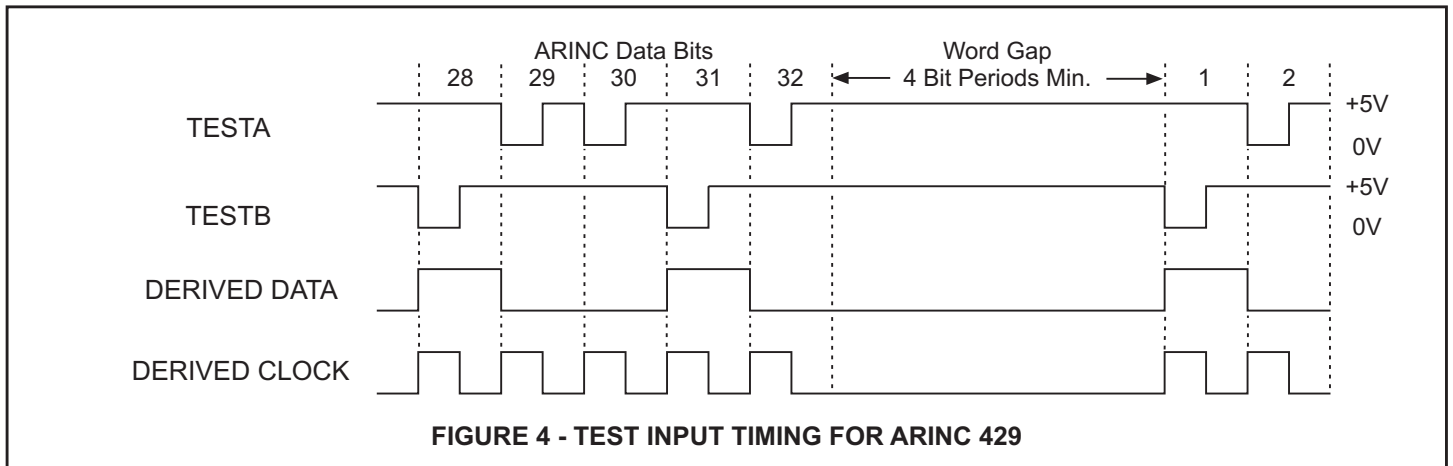 ARINC Data Bits Word Gap
28 29 30 31 32 4 Bit Periods Min. 1 2
+5V
TESTA
0V
+5V
TESTB
0V
DERIVED DATA
DERIVED CLOCK
FIGURE 4 - TEST INPUT TIMING FOR ARINC 429